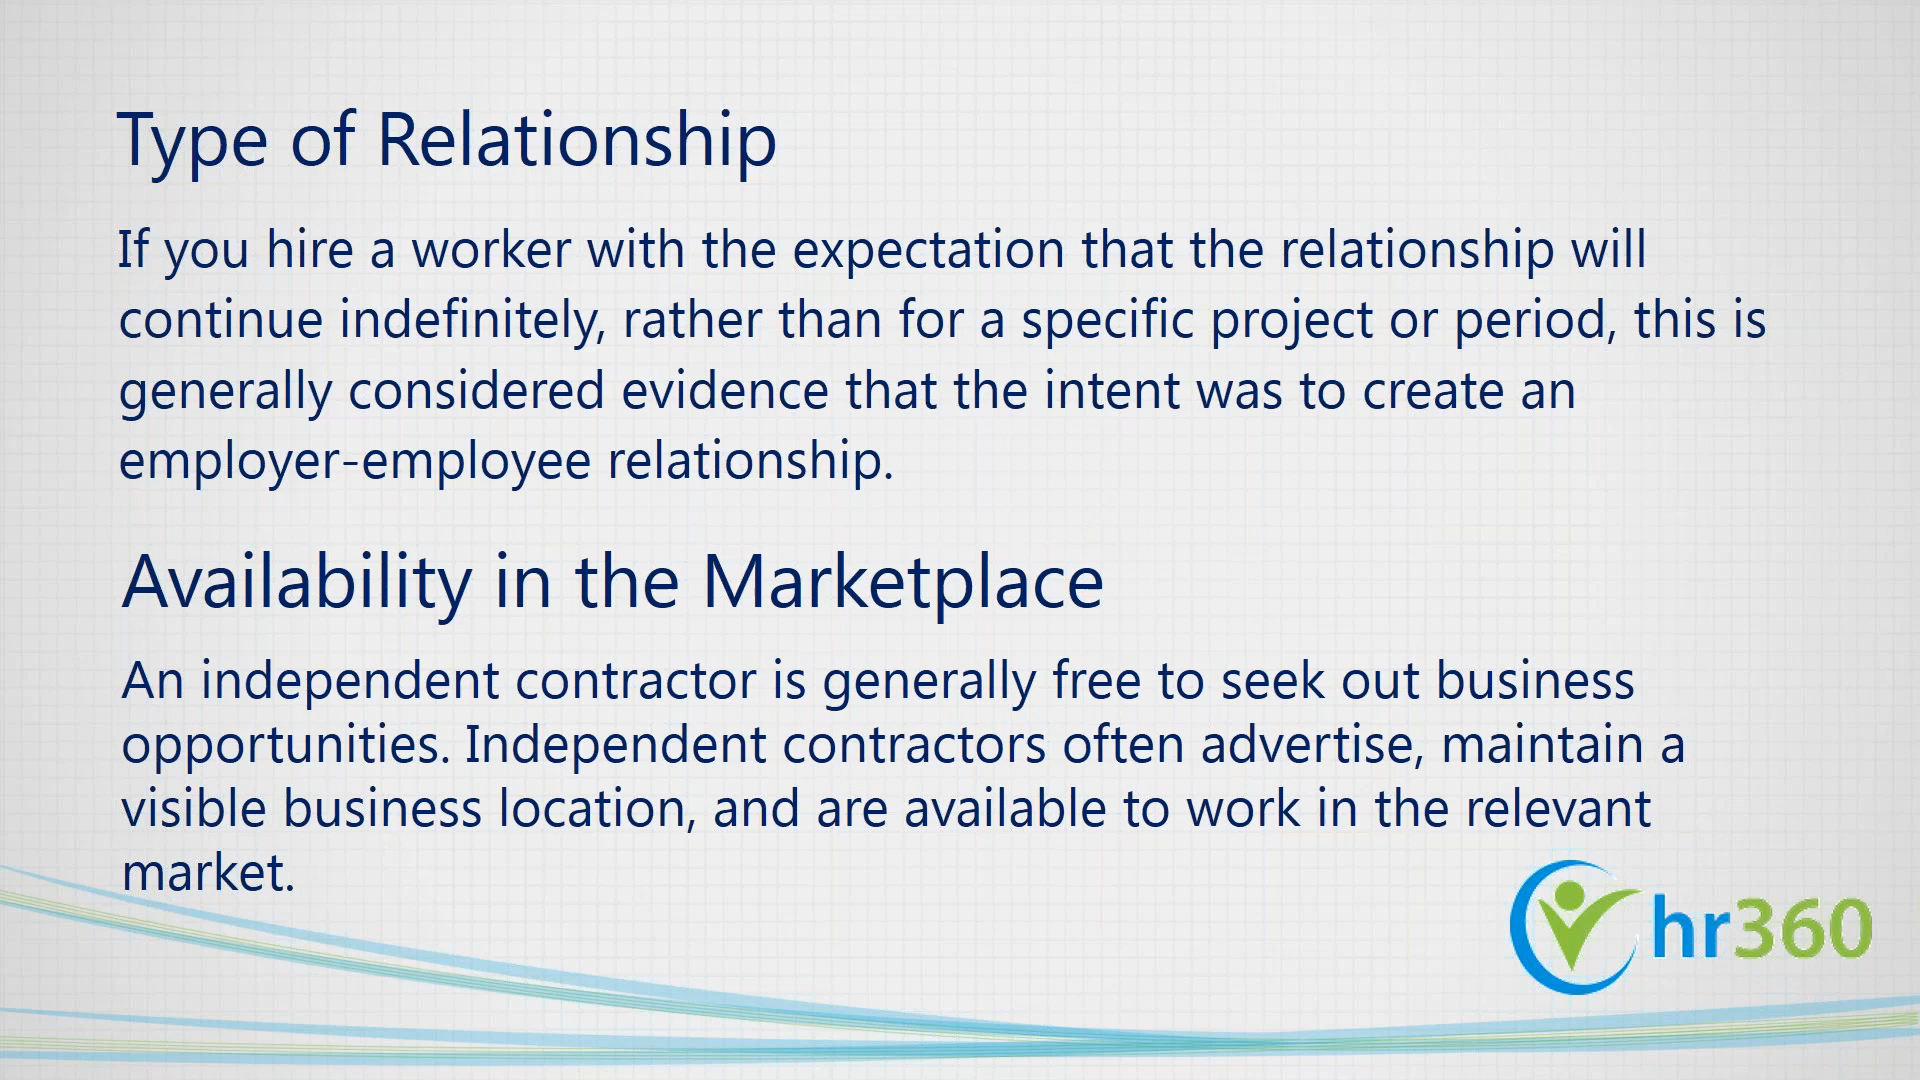 Type of Relationship
If you hire a worker with the expectation that the relationship will
continue indefinitely, rather than for a specific project or period, this is
generally considered evidence that the intent was to create an
employer-employee relationship.
Availability in the Marketplace
An independent contractor is generally free to seek out business
opportunities. Independent contractors often advertise, maintain a
visible business location, and are available to work in the relevant
market.
hr360